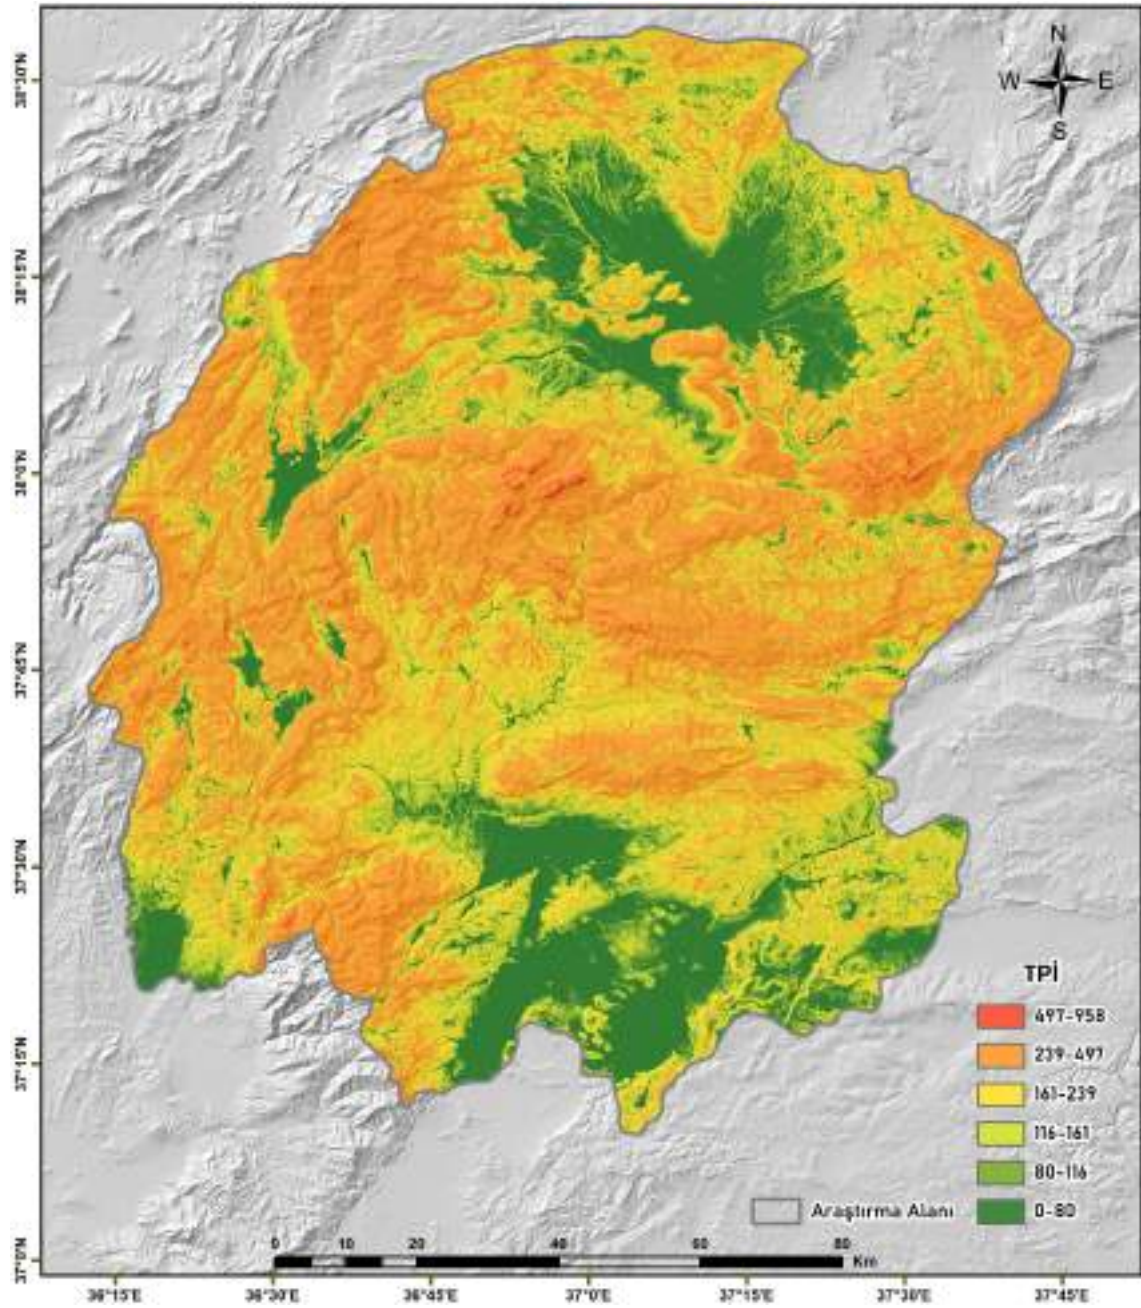 N
W E
S
38°30'N
38°15'N
38°0'N
37°45'N
37°30'N
37°15'N
37°0'N
TPİ
497-958
239-497
161-239
116-161
80-116
0-80
Araştırma Alanı
0 10 20 40 60 80
Km
36°15'E 36°30'E 36°45'E 37°0'E 37°15'E 37°30'E 37°45'E